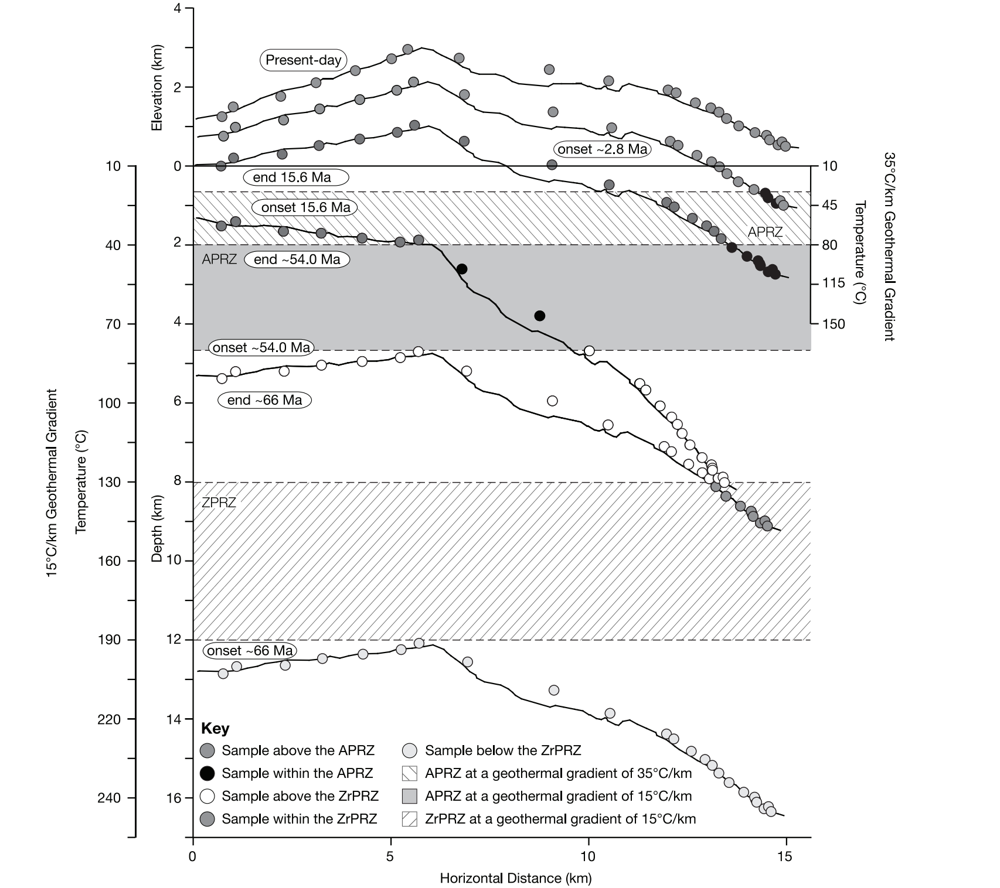 4
2
0
2
4
6
8
10
12
14
16
Elevation (km)
Depth (km)
10
40
70
100
130
160
190
220
240
Temperature (°C)
15°C/km Geothermal Gradient
10
45
80
115
150
Temperature (°C)
35°C/km Geothermal Gradient
Present-day
onset ~2.8 Ma
end 15.6 Ma
onset 15.6 Ma
APRZ
APRZ
end ~54.0 Ma
onset ~54.0 Ma
end ~66 Ma
ZPRZ
onset ~66 Ma
Key
Sample above the APRZ
Sample within the APRZ
Sample above the ZrPRZ
Sample within the ZrPRZ
Sample below the ZrPRZ
APRZ at a geothermal gradient of 35°C/km
APRZ at a geothermal gradient of 15°C/km
ZrPRZ at a geothermal gradient of 15°C/km
0
5
10
15
Horizontal Distance (km)